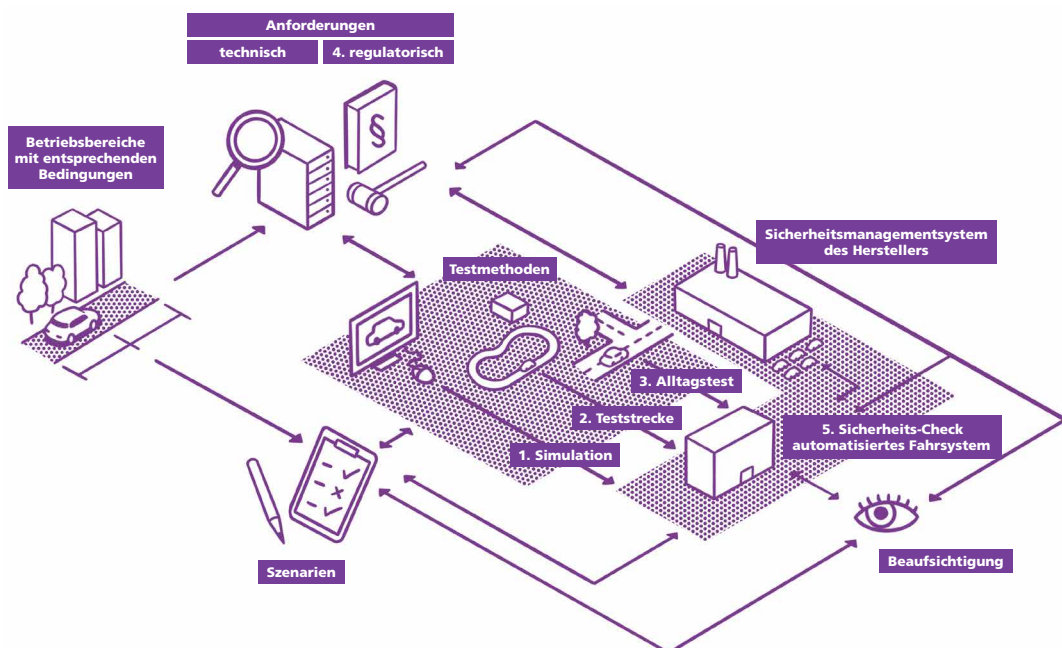 Anforderungen
technisch
4. regulatorisch
§
Betriebsbereiche
mit entsprechenden
Bedingungen
Sicherheitsmanagementsystem
des Herstellers
Testmethoden
3. Alltagstest
2. Teststrecke
1. Simulation
5. Sicherheits-Check
automatisiertes Fahrsystem
Szenarien
Beaufsichtigung